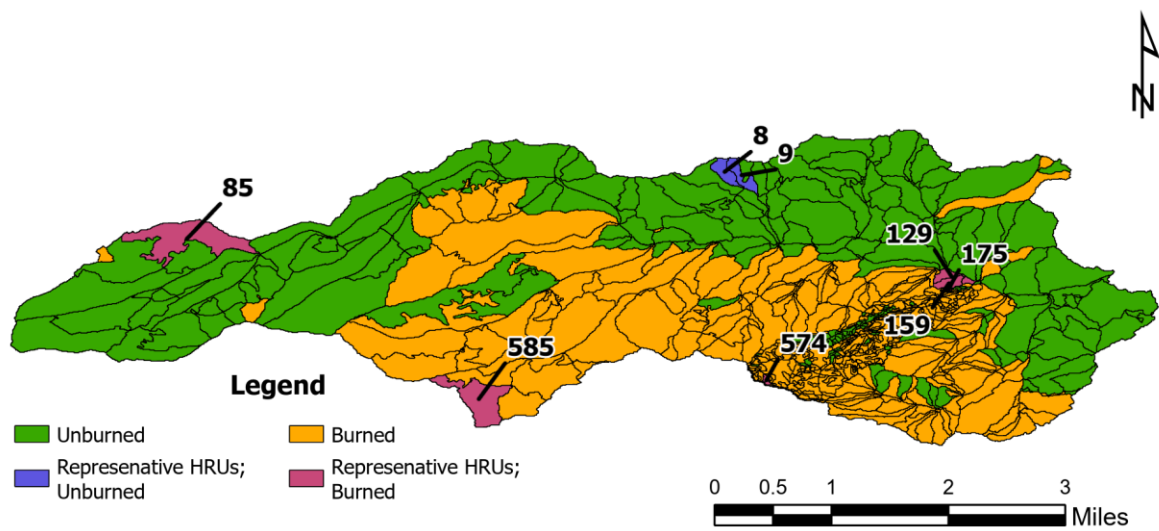 N
8
9
85
129
175
159
574
585
Legend
Unburned
Burned
Represenative HRUs;
Unburned
Represenative HRUs;
Burned
0 0.5 1 2 3
Miles